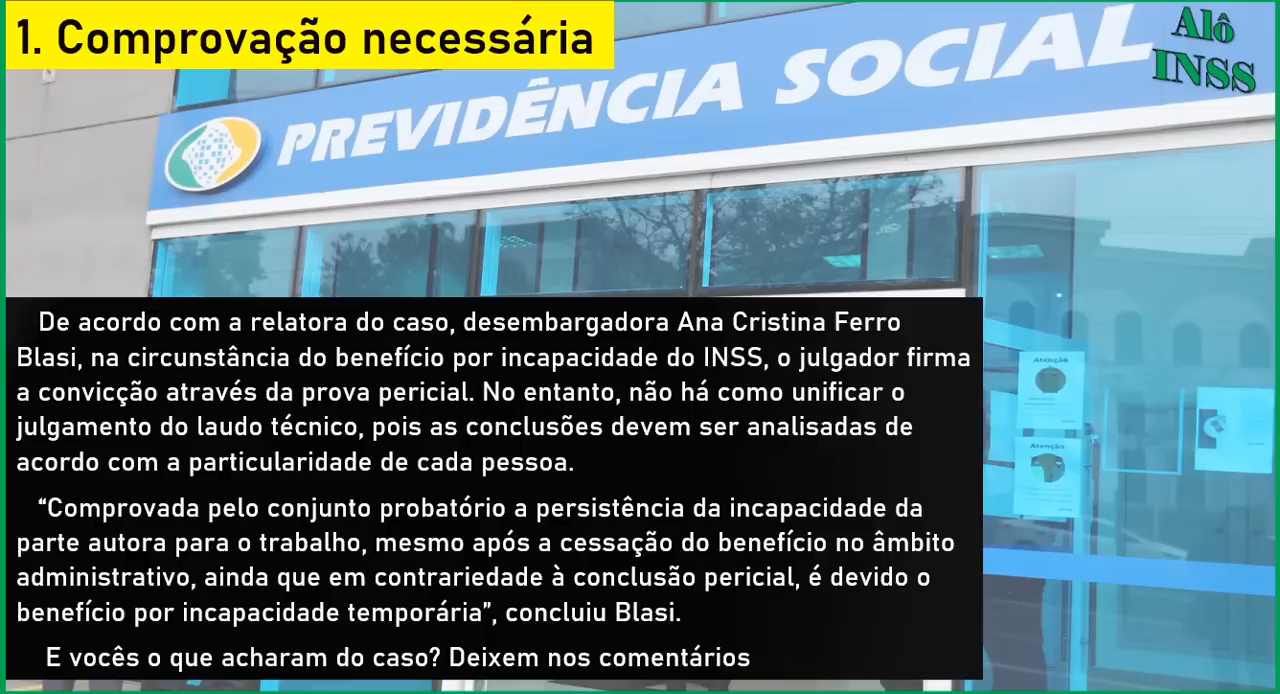 1. Comprovação necessária
Alô
INSS
PREVIDÊNCIA SOCIAL
De acordo com a relatora do caso, desembargadora Ana Cristina Ferro
Blasi, na circunstância do benefício por incapacidade do INSS, o julgador firma
a convicção através da prova pericial. No entanto, não há como unificar o
julgamento do laudo técnico, pois as conclusões devem ser analisadas de
acordo com a particularidade de cada pessoa.
“Comprovada pelo conjunto probatório a persistência da incapacidade da
parte autora para o trabalho, mesmo após a cessação do benefício no âmbito
administrativo, ainda que em contrariedade à conclusão pericial, é devido o
benefício por incapacidade temporária”, concluiu Blasi.
E vocês o que acharam do caso? Deixem nos comentários
Atenção
Atenção